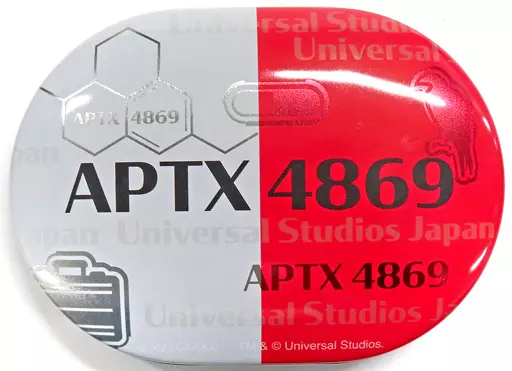 Universal Studios
Universal
APTX 4869
APTX 4869
Universal Studios Japan
APTX 4869
Universal Studios Japan
TM & © Universal Studios.